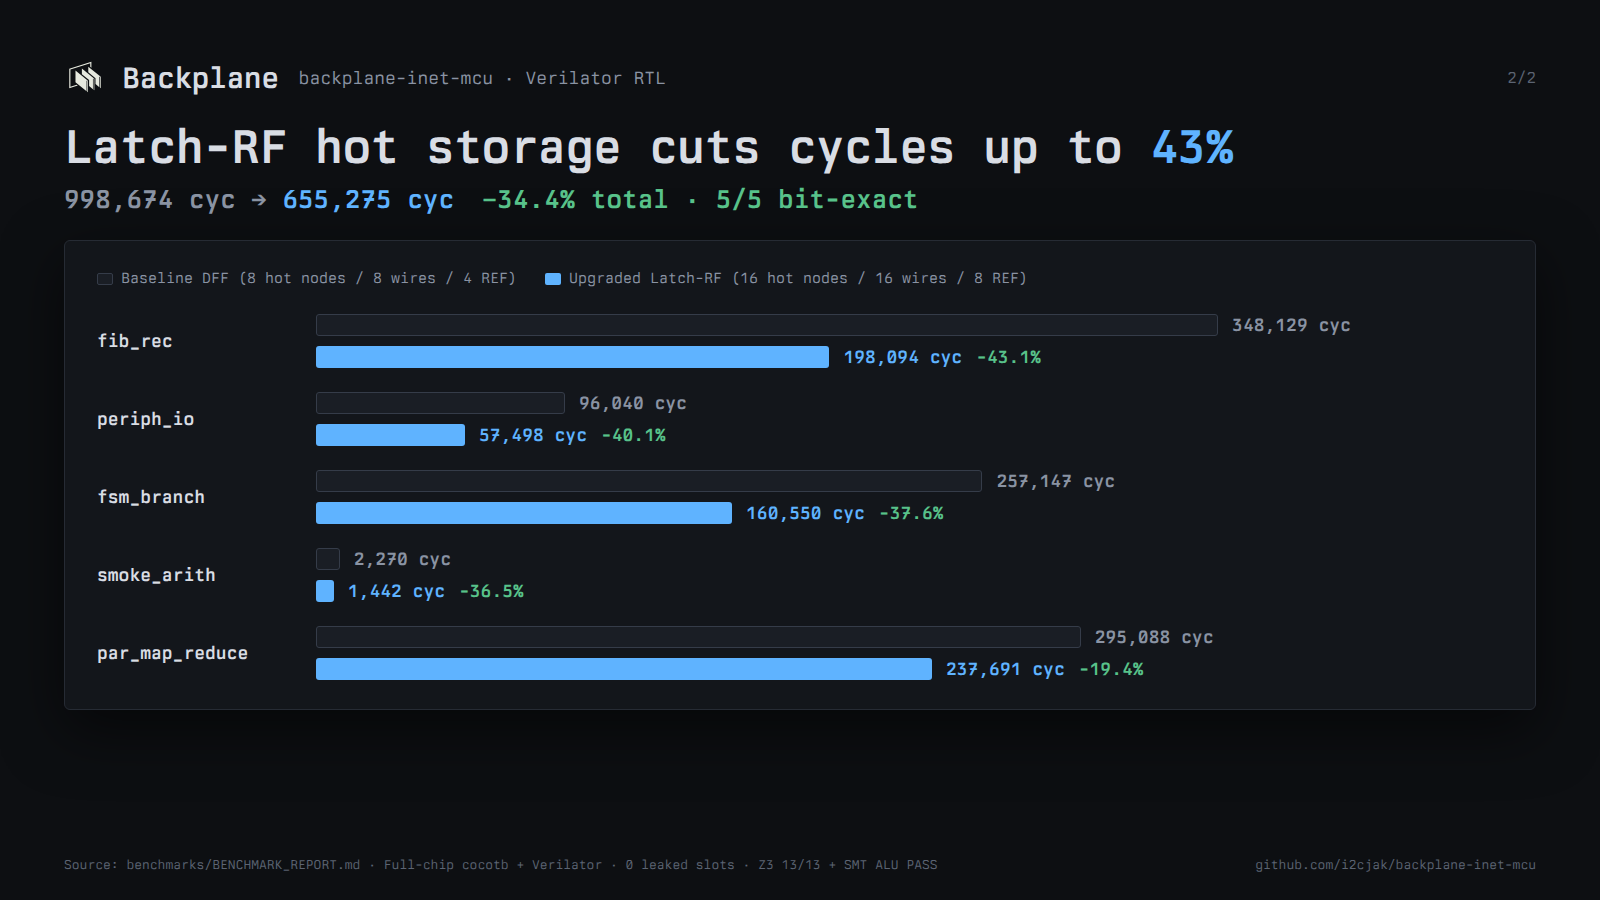 Backplane backplane-inet-mcu · Verilator RTL 2/2
Latch-RF hot storage cuts cycles up to 43%
998,674 cyc → 655,275 cyc -34.4% total · 5/5 bit-exact
Baseline DFF (8 hot nodes / 8 wires / 4 REF) Upgraded Latch-RF (16 hot nodes / 16 wires / 8 REF)
fib_rec
348,129 cyc
198,094 cyc -43.1%
periph_io
96,040 cyc
57,498 cyc -40.1%
fsm_branch
257,147 cyc
160,550 cyc -37.6%
smoke_arith
2,270 cyc
1,442 cyc -36.5%
par_map_reduce
295,088 cyc
237,691 cyc -19.4%
Source: benchmarks/BENCHMARK_REPORT.md · Full-chip cocotb + Verilator · 0 leaked slots · Z3 13/13 + SMT ALU PASS github.com/i2cjak/backplane-inet-mcu